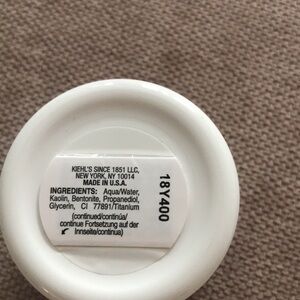 KIEHL'S SINCE 1851 LLC,
NEW YORK, NY 10014
MADE IN U.S.A.
INGREDIENTS: Aqua/Water,
Kaolin, Bentonite, Propanediol,
Glycerin, CI 77891/Titanium
(continued/continúa/
continue Fortsetzung auf der
Innseite/continua)
18Y400